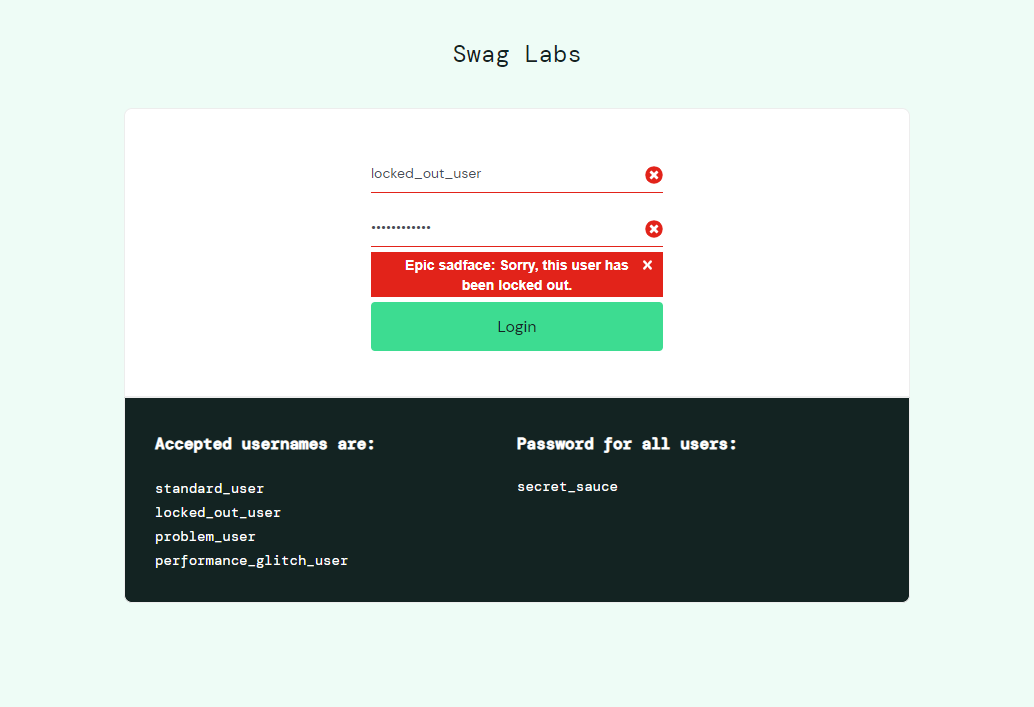 Swag Labs
locked_out_user
••••••••••••
Epic sadface: Sorry, this user has
been locked out.
Login
Accepted usernames are:
standard_user
locked_out_user
problem_user
performance_glitch_user
Password for all users:
secret_sauce